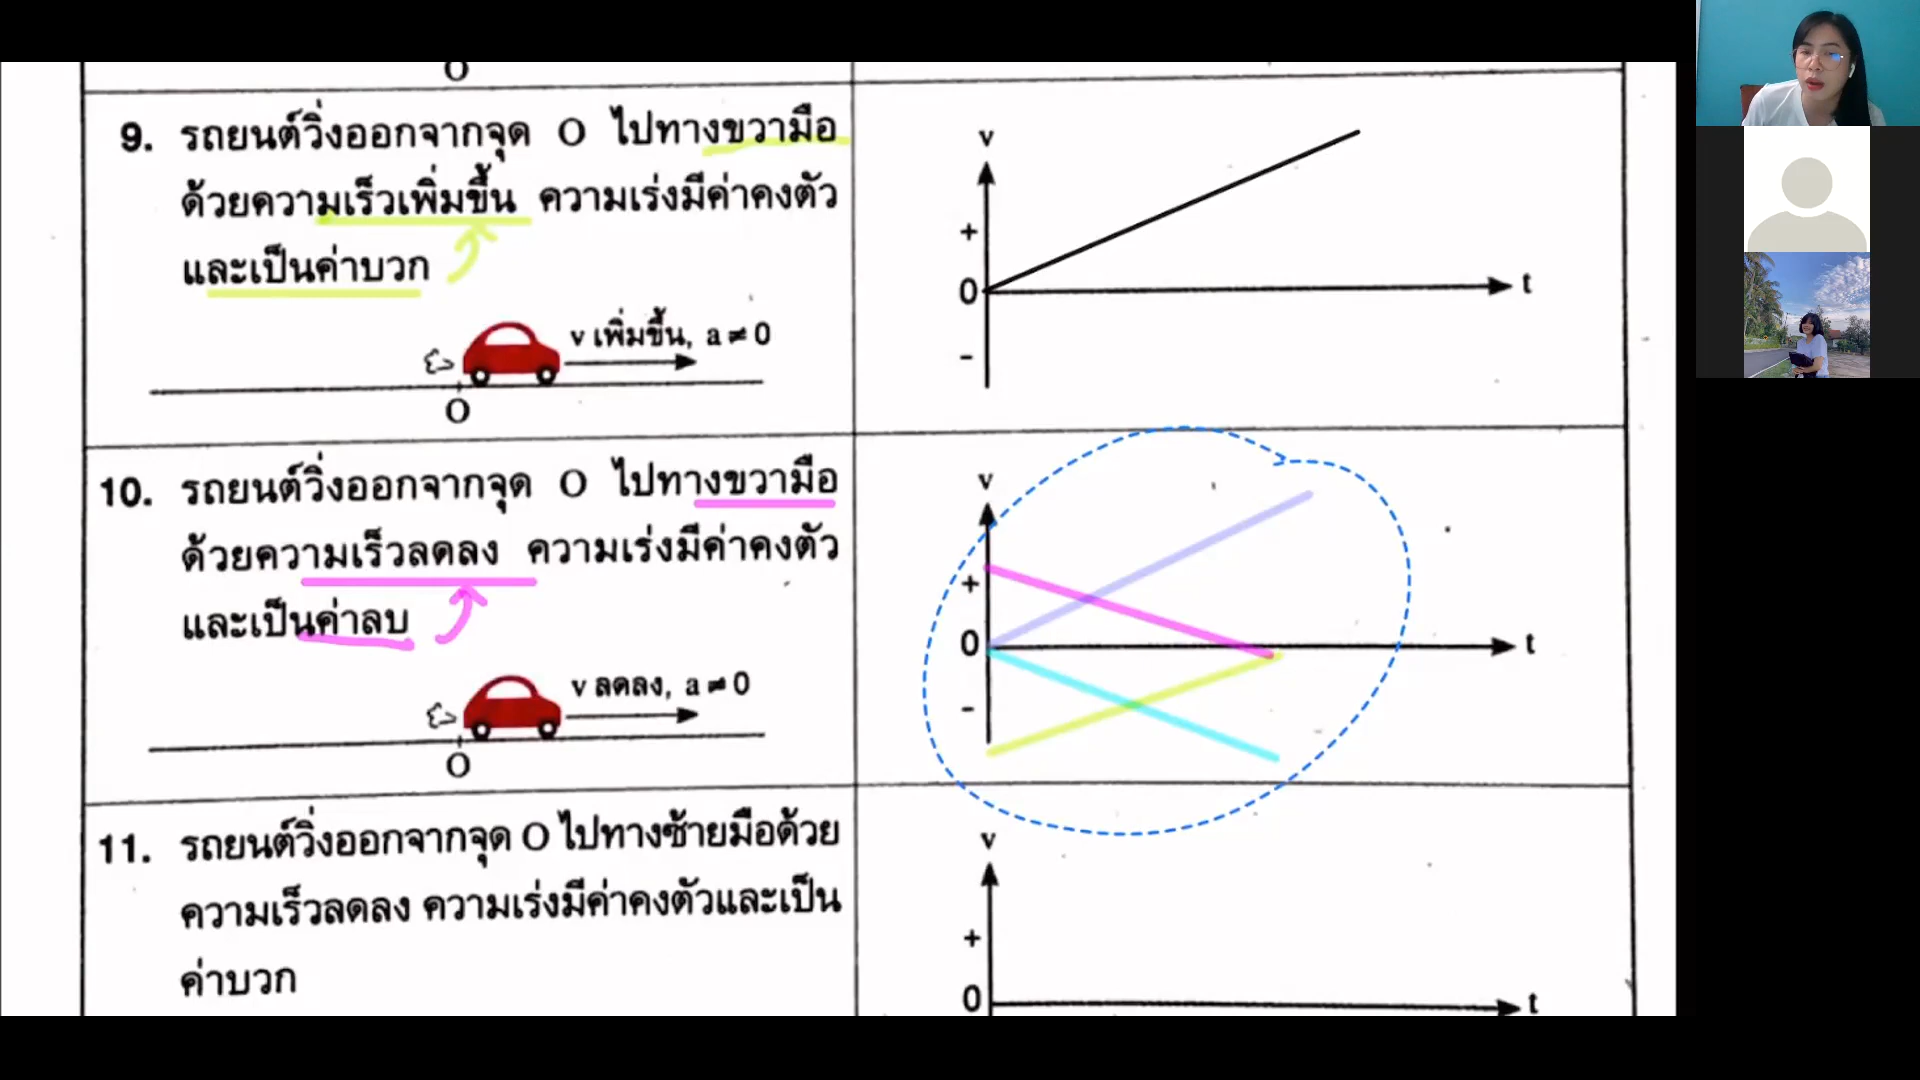 O
9. รถยนต์วิ่งออกจากจุด O ไปทางขวามือ
ด้วยความเร็วเพิ่มขึ้น ความเร่งมีค่าคงตัว
และเป็นค่าบวก
v เพิ่มขึ้น, a ≠ 0
O
v
+
0
t
-
10. รถยนต์วิ่งออกจากจุด O ไปทางขวามือ
ด้วยความเร็วลดลง ความเร่งมีค่าคงตัว
และเป็นค่าลบ
v ลดลง, a ≠ 0
O
v
+
0
t
-
11. รถยนต์วิ่งออกจากจุด O ไปทางซ้ายมือด้วย
ความเร็วลดลง ความเร่งมีค่าคงตัวและเป็น
ค่าบวก
v
+
0
t